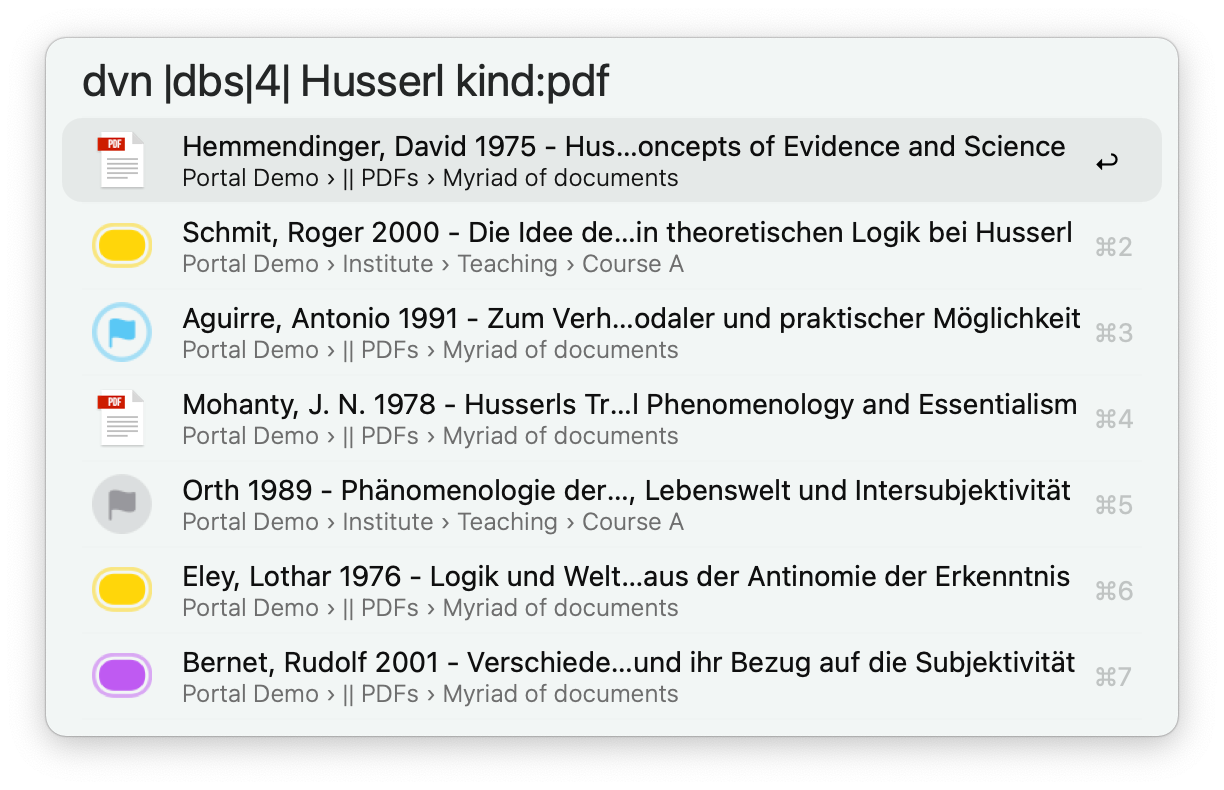 dvn |dbs|4| Husserl kind:pdf
PDF
Hemmendinger, David 1975 - Hus...oncepts of Evidence and Science
Portal Demo › || PDFs › Myriad of documents
Schmit, Roger 2000 - Die Idee de...in theoretischen Logik bei Husserl
⌘2
Portal Demo › Institute › Teaching › Course A
Aguirre, Antonio 1991 - Zum Verh...odaler und praktischer Möglichkeit
⌘3
Portal Demo › || PDFs › Myriad of documents
PDF
Mohanty, J. N. 1978 - Husserls Tr...l Phenomenology and Essentialism
⌘4
Portal Demo › || PDFs › Myriad of documents
Orth 1989 - Phänomenologie der..., Lebenswelt und Intersubjektivität
⌘5
Portal Demo › Institute › Teaching › Course A
Eley, Lothar 1976 - Logik und Welt...aus der Antinomie der Erkenntnis
⌘6
Portal Demo › || PDFs › Myriad of documents
Bernet, Rudolf 2001 - Verschiede...und ihr Bezug auf die Subjektivität
⌘7
Portal Demo › || PDFs › Myriad of documents